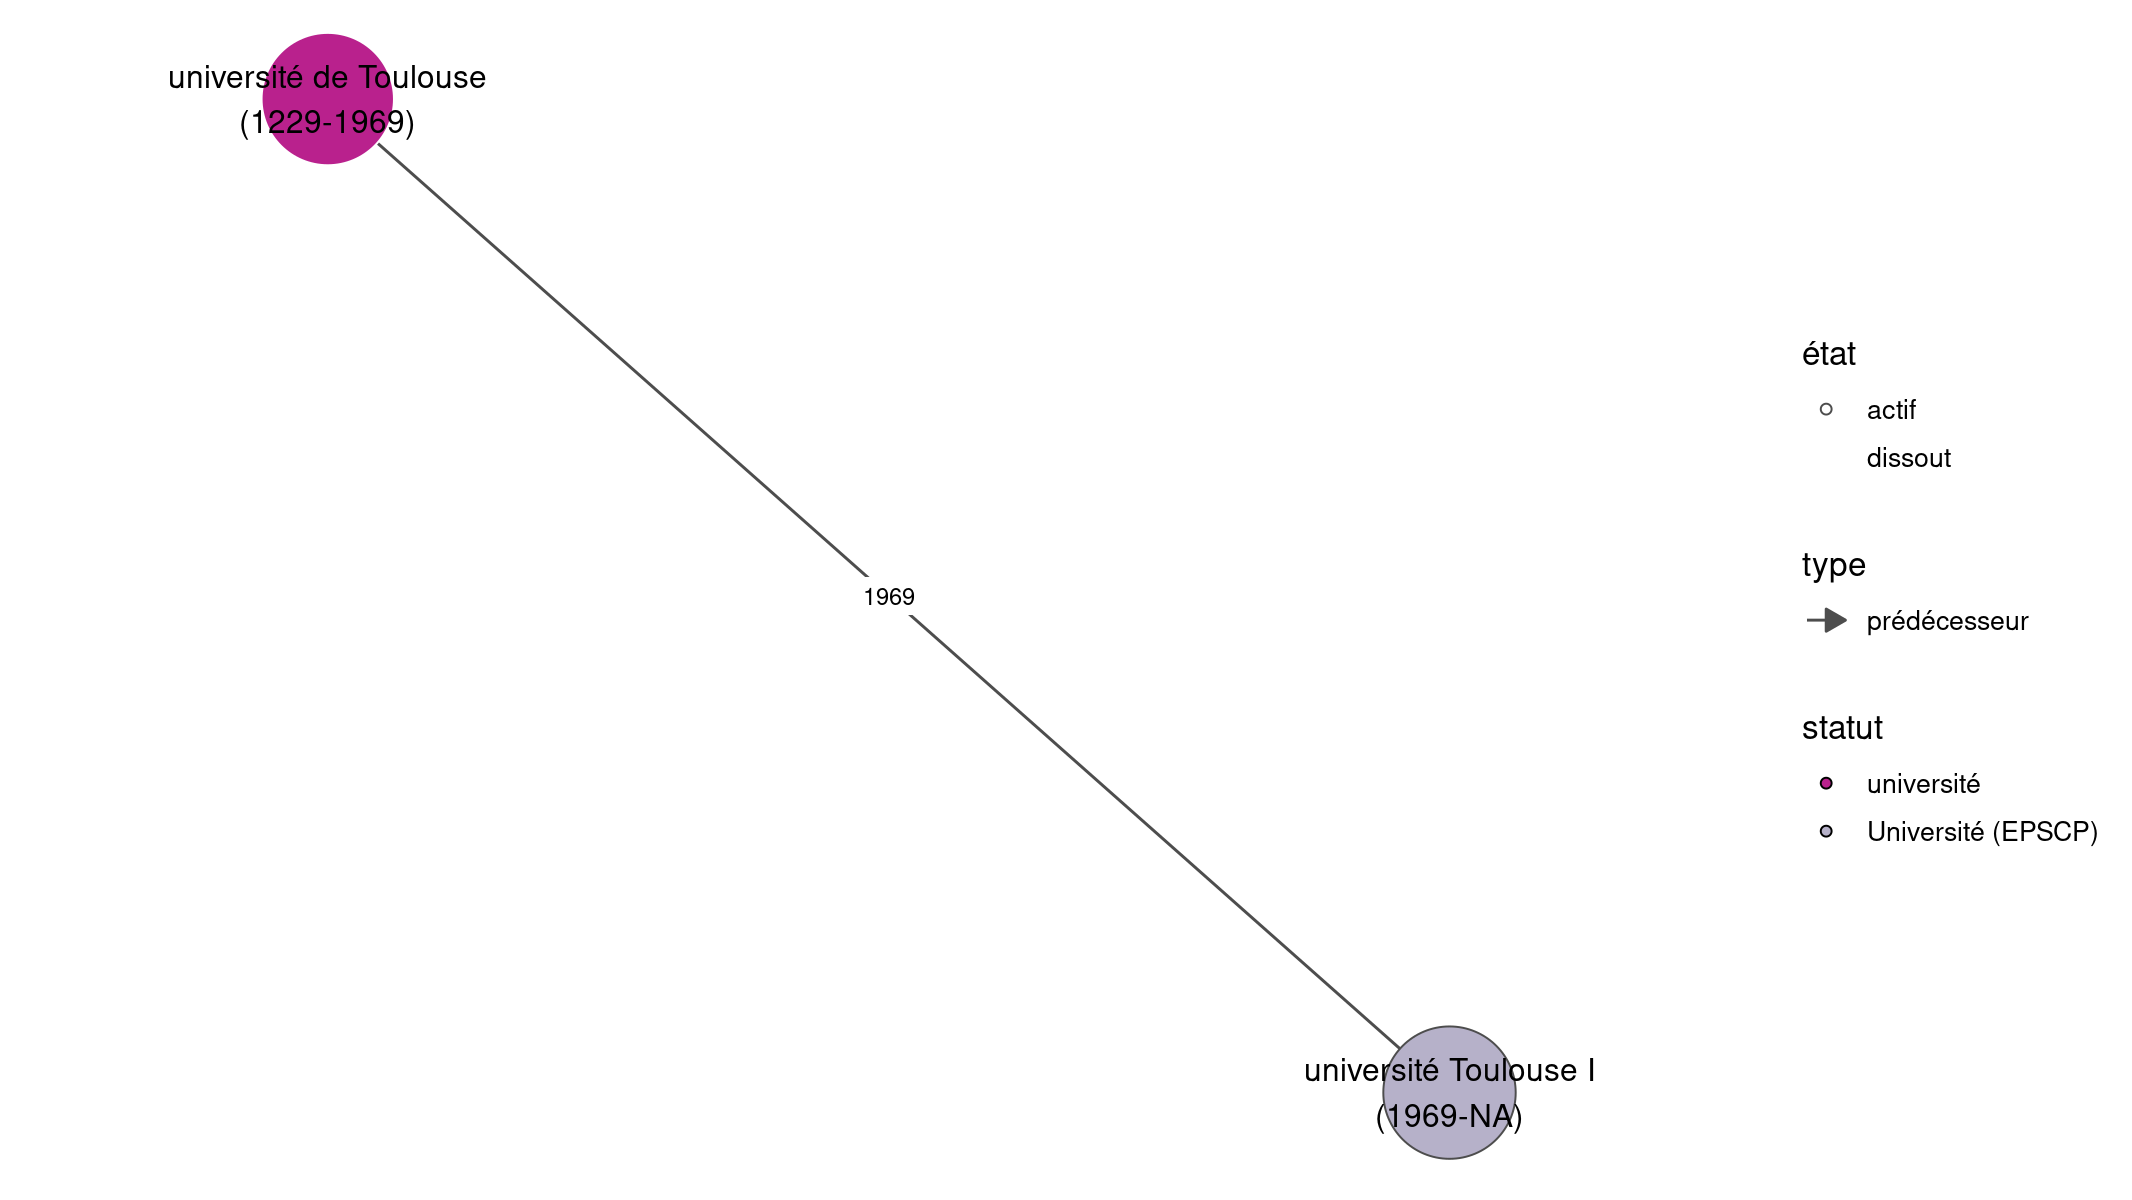 université de Toulouse
(1229-1969)
1969
université Toulouse I
(1969-NA)
état
actif
dissout
type
prédécesseur
statut
université
Université (EPSCP)